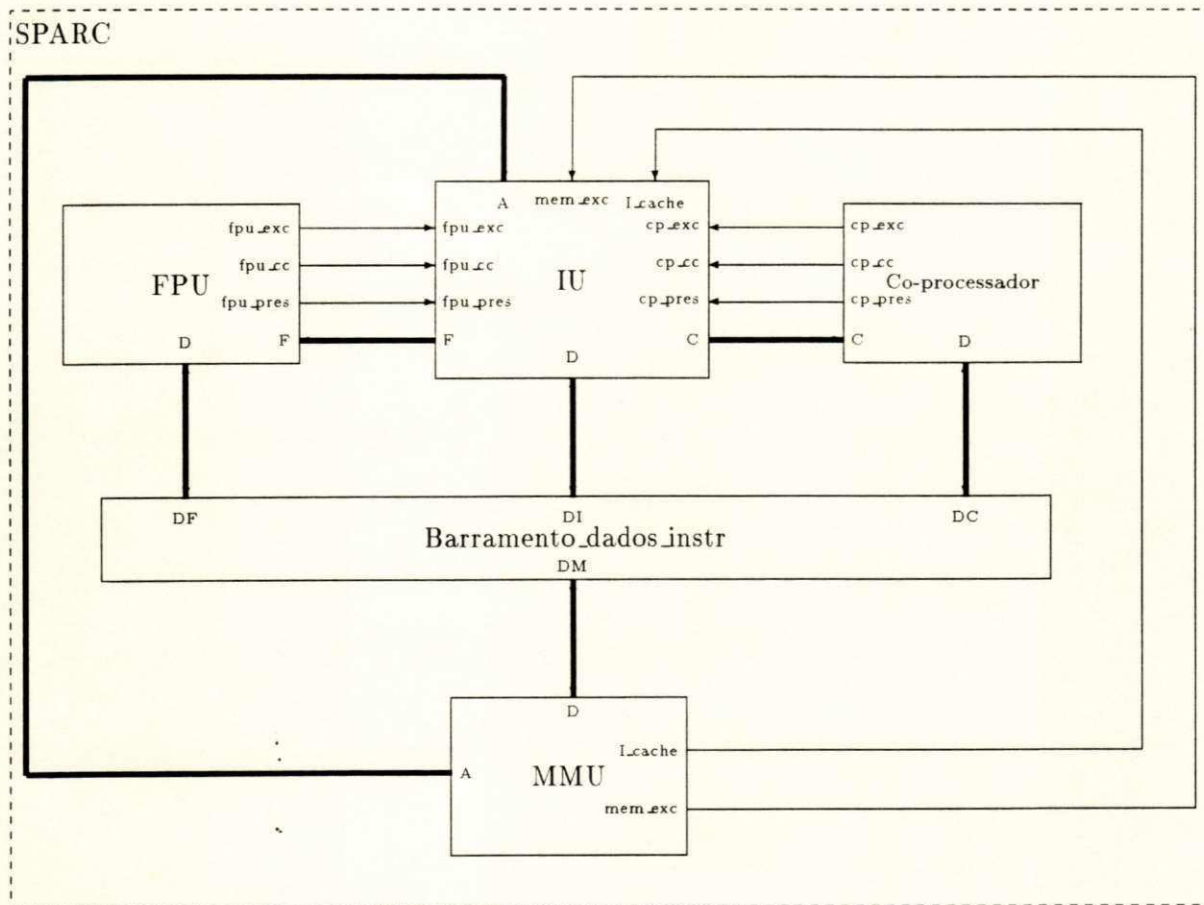 SPARC
A
mem_exc
I_cache
fpu_exc
fpu_exc
cp_exc
cp_exc
fpu_cc
fpu_cc
cp_cc
cp_cc
FPU
IU
Co-processador
fpu_pres
fpu_pres
cp_pres
cp_pres
D
F
F
D
C
C
D
DF
DI
DC
Barramento_dados_instr
DM
D
I_cache
A
MMU
mem_exc